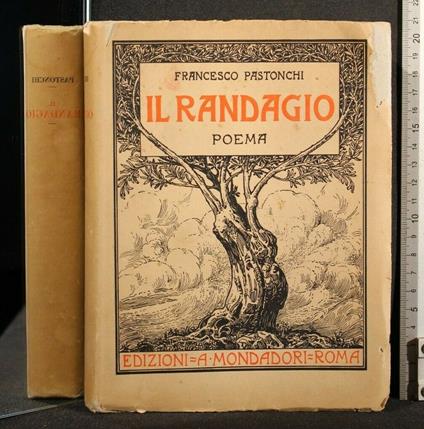 FRANCESCO PASTONCHI
IL RANDAGIO
POEMA
EDIZIONI=A·MONDADORI=ROMA
PASTONCHI
IL
RANDAGIO